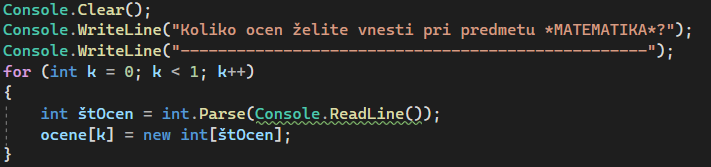 Console.Clear();
Console.WriteLine("Koliko ocen želite vnesti pri predmetu *MATEMATIKA*?");
Console.WriteLine("--------------------------------------------------");
for (int k = 0; k < 1; k++)
{
    int štOcen = int.Parse(Console.ReadLine());
    ocene[k] = new int[štOcen];
}